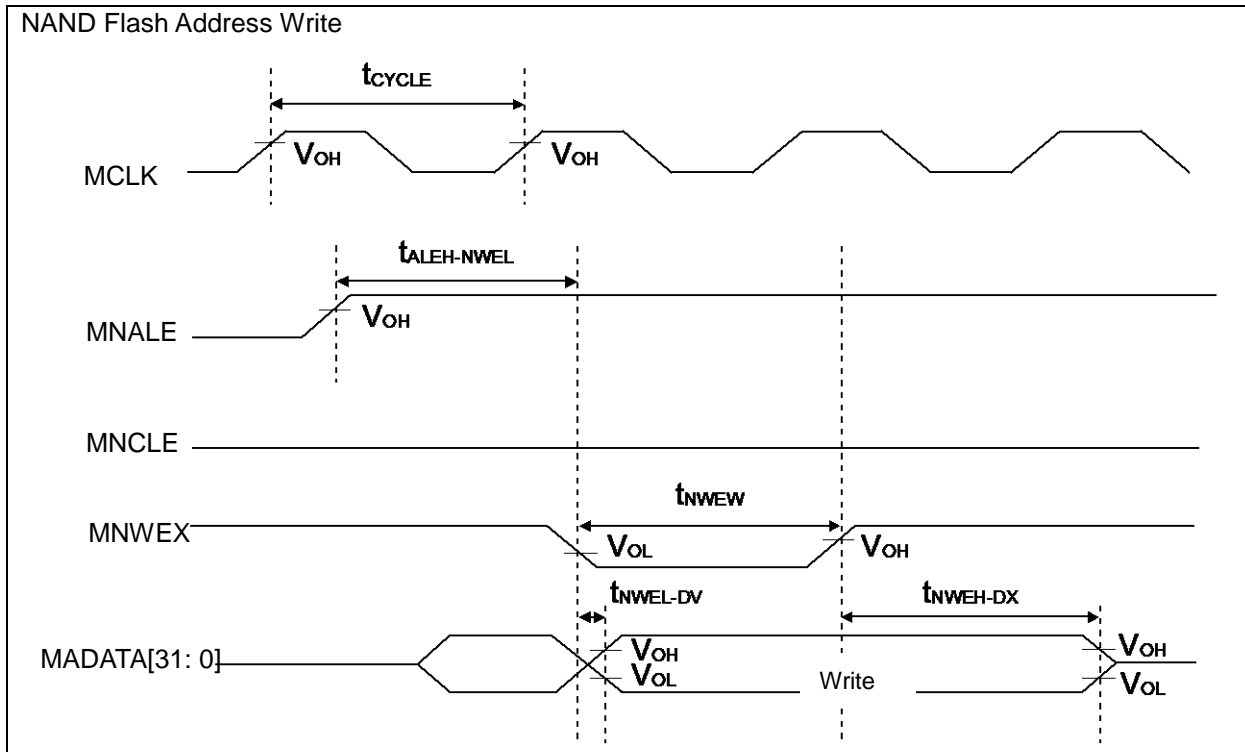 NAND Flash Address Write
tCYCLE
VOH VOH
MCLK
tALEH-NWEL
VOH
MNALE
MNCLE
tNWEW
MNWEX
VOL VOH
tNWEL-DV tNWEH-DX
MADATA[31: 0]
VOH VOH
VOL Write VOL